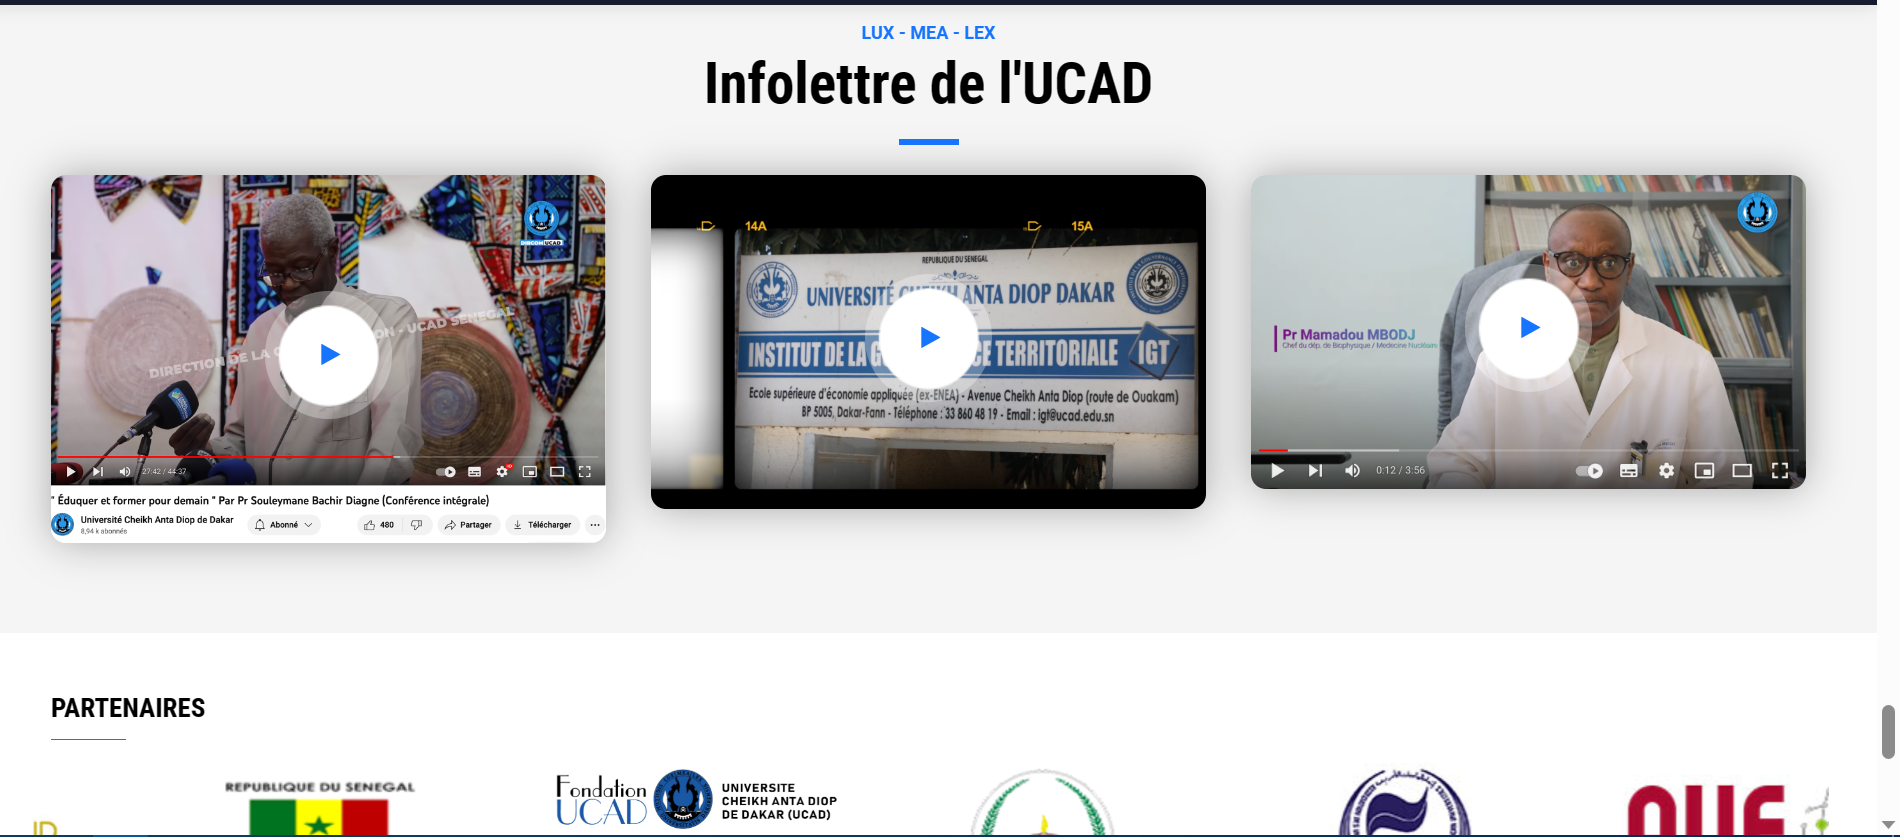 LUX - MEA - LEX
Infolettre de l'UCAD
DIRCOM UCAD
DIRECTION DE LA C ON - UCAD SENEGAL
27:42 / 44:37
" Éduquer et former pour demain " Par Pr Souleymane Bachir Diagne (Conférence intégrale)
Université Cheikh Anta Diop de Dakar
8,94 k abonnés
Abonné
480
Partager
Télécharger
14A
15A
REPUBLIQUE DU SENEGAL
UNIVERSITÉ CHEIKH ANTA DIOP DAKAR
INSTITUT DE LA G CE TERRITORIALE IGT
Ecole supérieure d'économie appliquée (ex-ENEA) - Avenue Cheikh Anta Diop (route de Ouakam)
BP 5005, Dakar-Fann - Téléphone : 33 860 48 19 - Email : igt@ucad.edu.sn
Pr Mamadou MBODJ
Chef du dép. de Biophysique / Medecine Nucléaire
0:12 / 3:56
PARTENAIRES
REPUBLIQUE DU SENEGAL
Fondation
UCAD
UNIVERSITE
CHEIKH ANTA DIOP
DE DAKAR (UCAD)